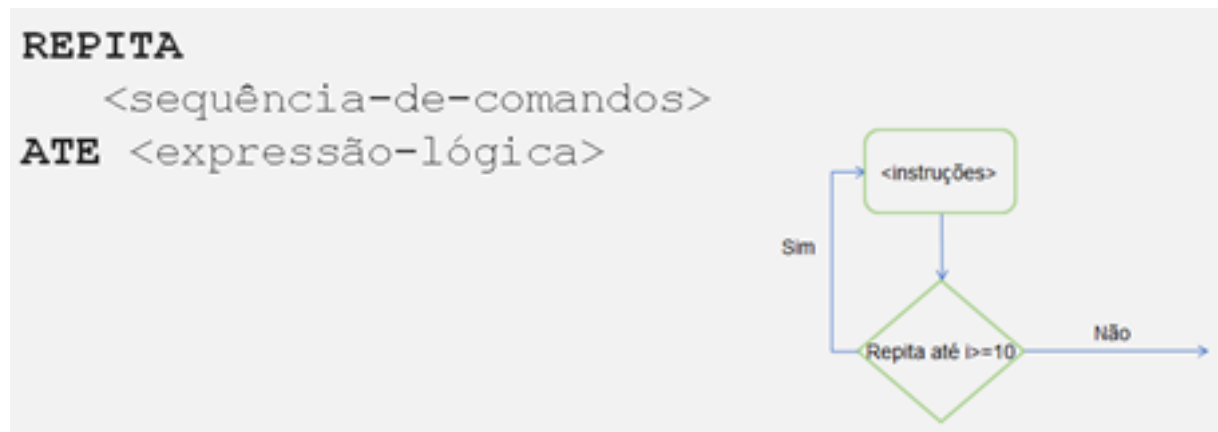 REPITA
<sequência-de-comandos>
ATE <expressão-lógica>
<instruções>
Sim
Repita até i>=10
Não